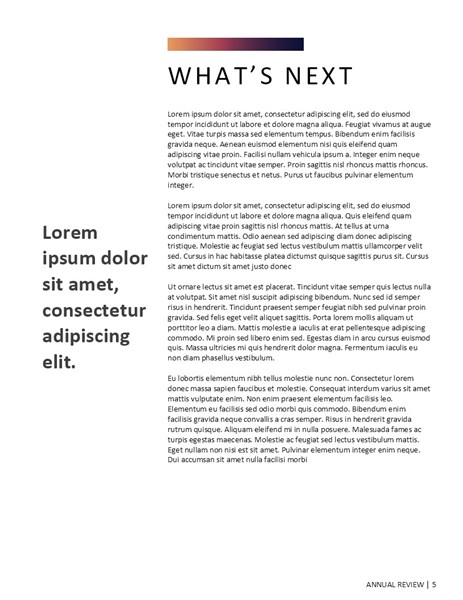 WHAT'S NEXT
Lorem ipsum dolor sit amet, consectetur adipiscing elit, sed do eiusmod
tempor incididunt ut labore et dolore magna aliqua. Feugiat vivamus at augue
eget. Vitae turpis massa sed elementum tempus. Bibendum enim facilisis
gravida neque. Aenean euismod elementum nisi quis eleifend quam
adipiscing vitae proin. Facilisi nullam vehicula ipsum a. Integer enim neque
volutpat ac tincidunt vitae semper. Proin sagittis nisl rhoncus mattis rhoncus.
Morbi tristique senectus et netus. Purus ut faucibus pulvinar elementum
integer.
Lorem ipsum dolor sit amet, consectetur adipiscing elit, sed do eiusmod
tempor incididunt ut labore et dolore magna aliqua. Quis eleifend quam
adipiscing vitae proin sagittis nisl rhoncus mattis. At tellus at urna
condimentum mattis. Odio aenean sed adipiscing diam donec adipiscing
tristique. Malesuada fames ac turpis egestas sed lectus vestibulum mattis ullamcorper velit
sed. Cursus in hac habitasse platea dictumst quisque sagittis purus sit. Cursus
sit amet dictum sit amet justo donec
Ut ornare lectus sit amet est placerat. Tincidunt vitae semper quis lectus nulla
at volutpat. Sit amet nisl suscipit adipiscing bibendum. Nunc sed id semper
risus in hendrerit. Tincidunt praesent semper feugiat nibh sed pulvinar proin
gravida. Sed enim ut sem viverra aliquet. Porta lorem mollis aliquam ut
porttitor leo a diam. Mattis molestie a iaculis at erat pellentesque adipiscing
commodo. Mi proin sed libero enim sed. Egestas diam in arcu cursus euismod
quis. Massa ultricies mi quis hendrerit dolor magna. Fermentum iaculis eu
non diam phasellus vestibulum.
Eu lobortis elementum nibh tellus molestie nunc non. Consectetur lorem
donec massa sapien faucibus et molestie. Consequat interdum varius sit amet
mattis vulputate enim. Non enim praesent elementum facilisis leo.
Elementum eu facilisis sed odio morbi quis commodo. Bibendum enim
facilisis gravida neque convallis a cras semper. Risus in hendrerit gravida
rutrum quisque. Aliquam eleifend mi in nulla posuere. Malesuada fames ac
turpis egestas maecenas. Molestie ac feugiat sed lectus vestibulum mattis.
Eget nullam non nisi est sit amet. Pulvinar elementum integer enim neque.
Dui accumsan sit amet nulla facilisi morbi
Lorem
ipsum dolor
sit amet,
consectetur
adipiscing
elit.
ANNUAL REVIEW | 5